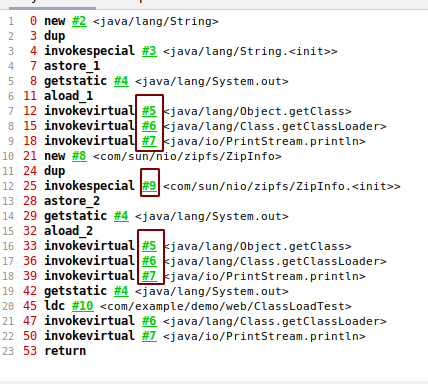 1 0 new #2 <java/lang/String>
2 3 dup
3 4 invokespecial #3 <java/lang/String.<init>>
4 7 astore_1
5 8 getstatic #4 <java/lang/System.out>
6 11 aload_1
7 12 invokevirtual #5 <java/lang/Object.getClass>
8 15 invokevirtual #6 <java/lang/Class.getClassLoader>
9 18 invokevirtual #7 <java/io/PrintStream.println>
10 21 new #8 <com/sun/nio/zipfs/ZipInfo>
11 24 dup
12 25 invokespecial #9 <com/sun/nio/zipfs/ZipInfo.<init>>
13 28 astore_2
14 29 getstatic #4 <java/lang/System.out>
15 32 aload_2
16 33 invokevirtual #5 <java/lang/Object.getClass>
17 36 invokevirtual #6 <java/lang/Class.getClassLoader>
18 39 invokevirtual #7 <java/io/PrintStream.println>
19 42 getstatic #4 <java/lang/System.out>
20 45 ldc #10 <com/example/demo/web/ClassLoadTest>
21 47 invokevirtual #6 <java/lang/Class.getClassLoader>
22 50 invokevirtual #7 <java/io/PrintStream.println>
23 53 return